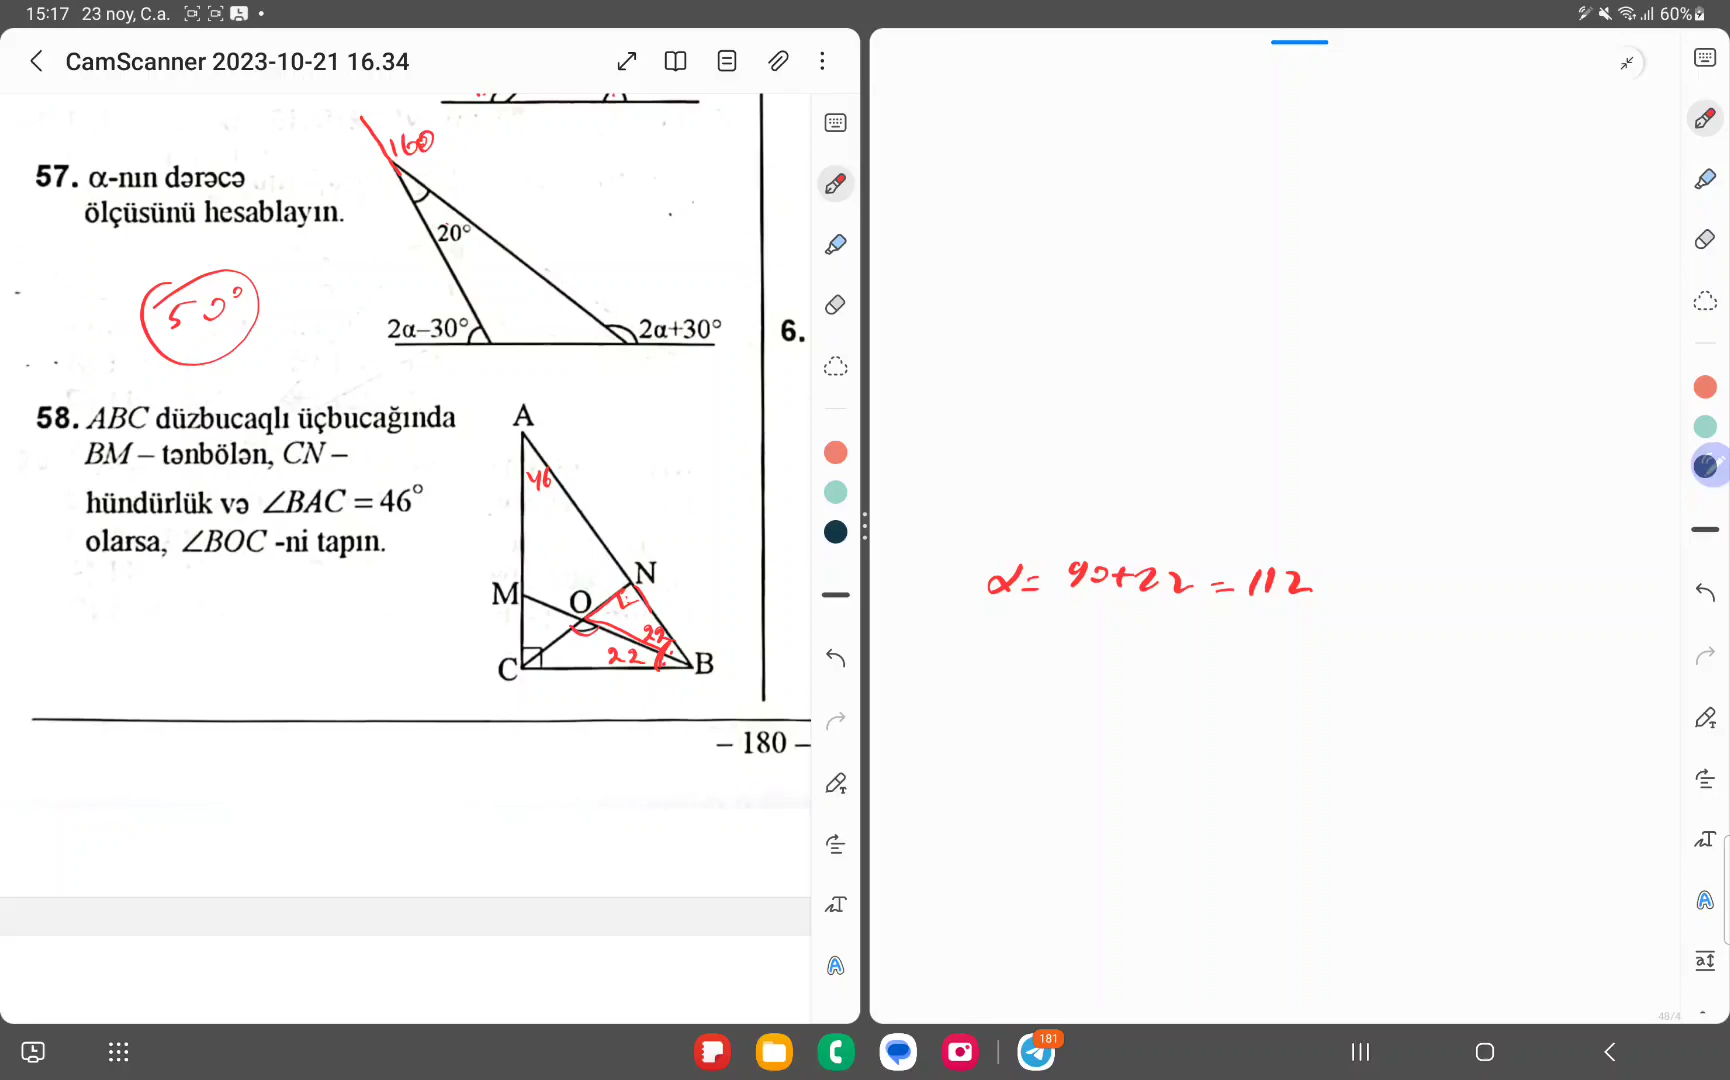 15:17 23 noy, C.a.
60%
CamScanner 2023-10-21 16.34
160
57. α-nın dərəcə
ölçüsünü hesablayın.
20°
50°
2α–30°
2α+30°
6.
58. ABC düzbucaqlı üçbucağında
BM – tənbölən, CN –
hündürlük və ∠BAC = 46°
olarsa, ∠BOC -ni tapın.
A
46
N
M
O
22
22
C
B
– 180 –
α = 90+22 = 112
48/4
181